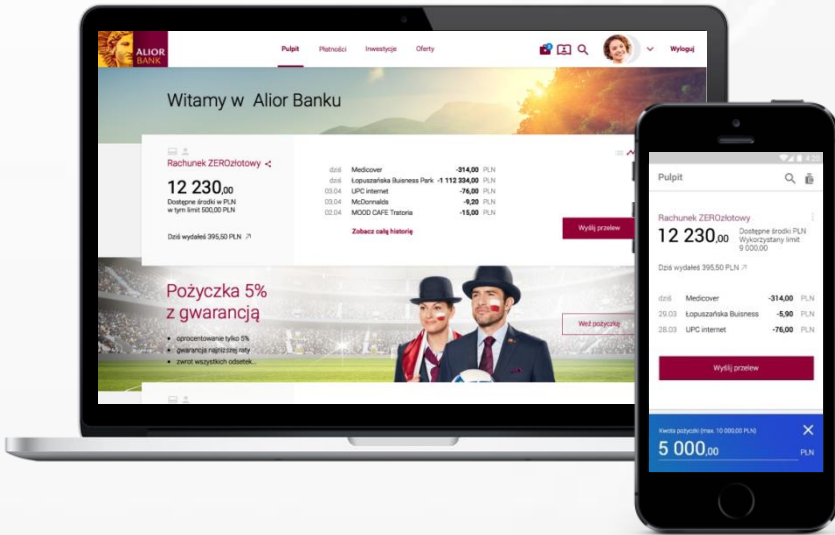 ALIOR
BANK
Pulpit Płatności Inwestycje Oferty Wyloguj
Witamy w Alior Banku
Rachunek ZEROzłotowy
12 230,00
Dostępne środki w PLN
w tym limit 500,00 PLN
Dziś wydałeś 395,50 PLN
dziś Medicover -314,00 PLN
dziś Łopuszańska Buisness Park -1 112 334,00 PLN
03.04 UPC internet -76,00 PLN
03.04 McDonnalds -9,20 PLN
02.04 MOOD CAFE Tratoria -15,00 PLN
Zobacz całą historię
Wyślij przelew
Pożyczka 5%
z gwarancją
oprocentowanie tylko 5%
gwarancja najniższej raty
zwrot wszystkich odsetek..
Weź pożyczkę
4:20
Pulpit
Rachunek ZEROzłotowy
12 230,00
Dostępne środki PLN
Wykorzystany limit
9 000,00
Dziś wydałeś 395,50 PLN
dziś Medicover -314,00 PLN
29.03 Łopuszańska Buisness -5,90 PLN
28.03 UPC internet -76,00 PLN
Wyślij przelew
Kwota pożyczki (max. 10 000,00 PLN)
5 000,00 PLN